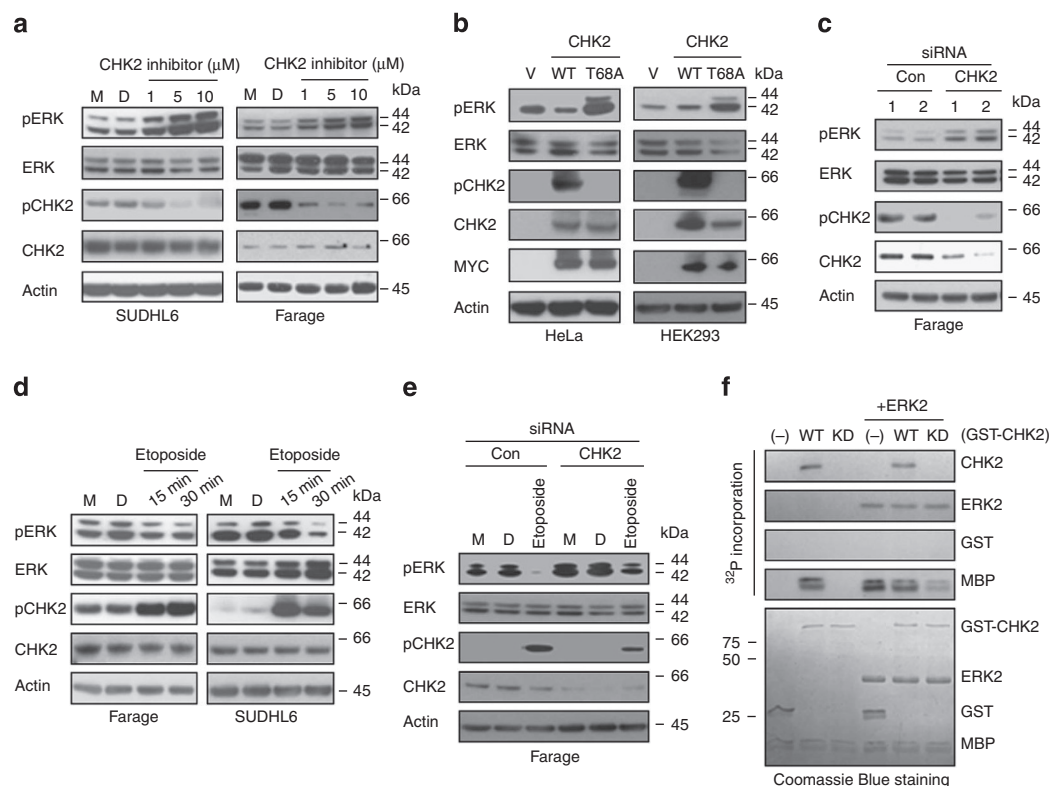 a
CHK2 inhibitor (μM) CHK2 inhibitor (μM)
M D 1 5 10 M D 1 5 10 kDa
pERK 44
42
ERK 44
42
pCHK2 66
CHK2 66
Actin 45
SUDHL6 Farage
b
CHK2 CHK2
V WT T68A V WT T68A kDa
pERK 44
42
ERK 44
42
pCHK2 66
CHK2 66
MYC 66
Actin 45
HeLa HEK293
c
siRNA
Con CHK2
1 2 1 2 kDa
pERK 44
42
ERK 44
42
pCHK2 66
CHK2 66
Actin 45
Farage
d
Etoposide Etoposide
M D 15 min 30 min M D 15 min 30 min kDa
pERK 44
42
ERK 44
42
pCHK2 66
CHK2 66
Actin 45
Farage SUDHL6
e
siRNA
Con CHK2
M D Etoposide M D Etoposide kDa
pERK 44
42
ERK 44
42
pCHK2 66
CHK2 66
Actin 45
Farage
f
+ERK2
(–) WT KD (–) WT KD (GST-CHK2)
32P incorporation
CHK2
ERK2
GST
MBP
GST-CHK2
75
50
ERK2
25 GST
MBP
Coomassie Blue staining